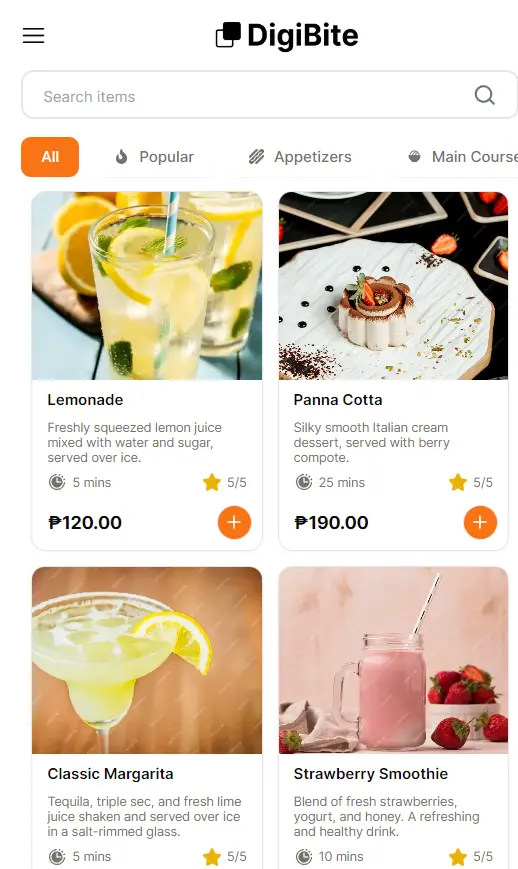 DigiBite
Search items
All
Popular
Appetizers
Main Course
Lemonade
Freshly squeezed lemon juice
mixed with water and sugar,
served over ice.
5 mins
5/5
₱120.00
Panna Cotta
Silky smooth Italian cream
dessert, served with berry
compote.
25 mins
5/5
₱190.00
Classic Margarita
Tequila, triple sec, and fresh lime
juice shaken and served over ice
in a salt-rimmed glass.
5 mins
5/5
Strawberry Smoothie
Blend of fresh strawberries,
yogurt, and honey. A refreshing
and healthy drink.
10 mins
5/5